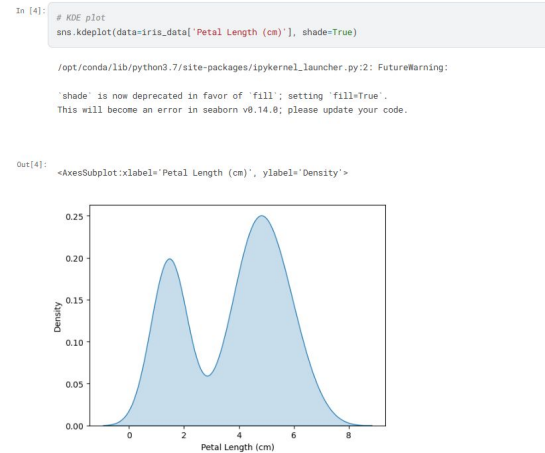 In [4]:
# KDE plot
sns.kdeplot(data=iris_data['Petal Length (cm)'], shade=True)
/opt/conda/lib/python3.7/site-packages/ipykernel_launcher.py:2: FutureWarning:
`shade` is now deprecated in favor of `fill`; setting `fill=True`.
This will become an error in seaborn v0.14.0; please update your code.
Out[4]:
<AxesSubplot:xlabel='Petal Length (cm)', ylabel='Density'>
0.25
0.20
0.15
0.10
0.05
0.00
Density
0 2 4 6 8
Petal Length (cm)